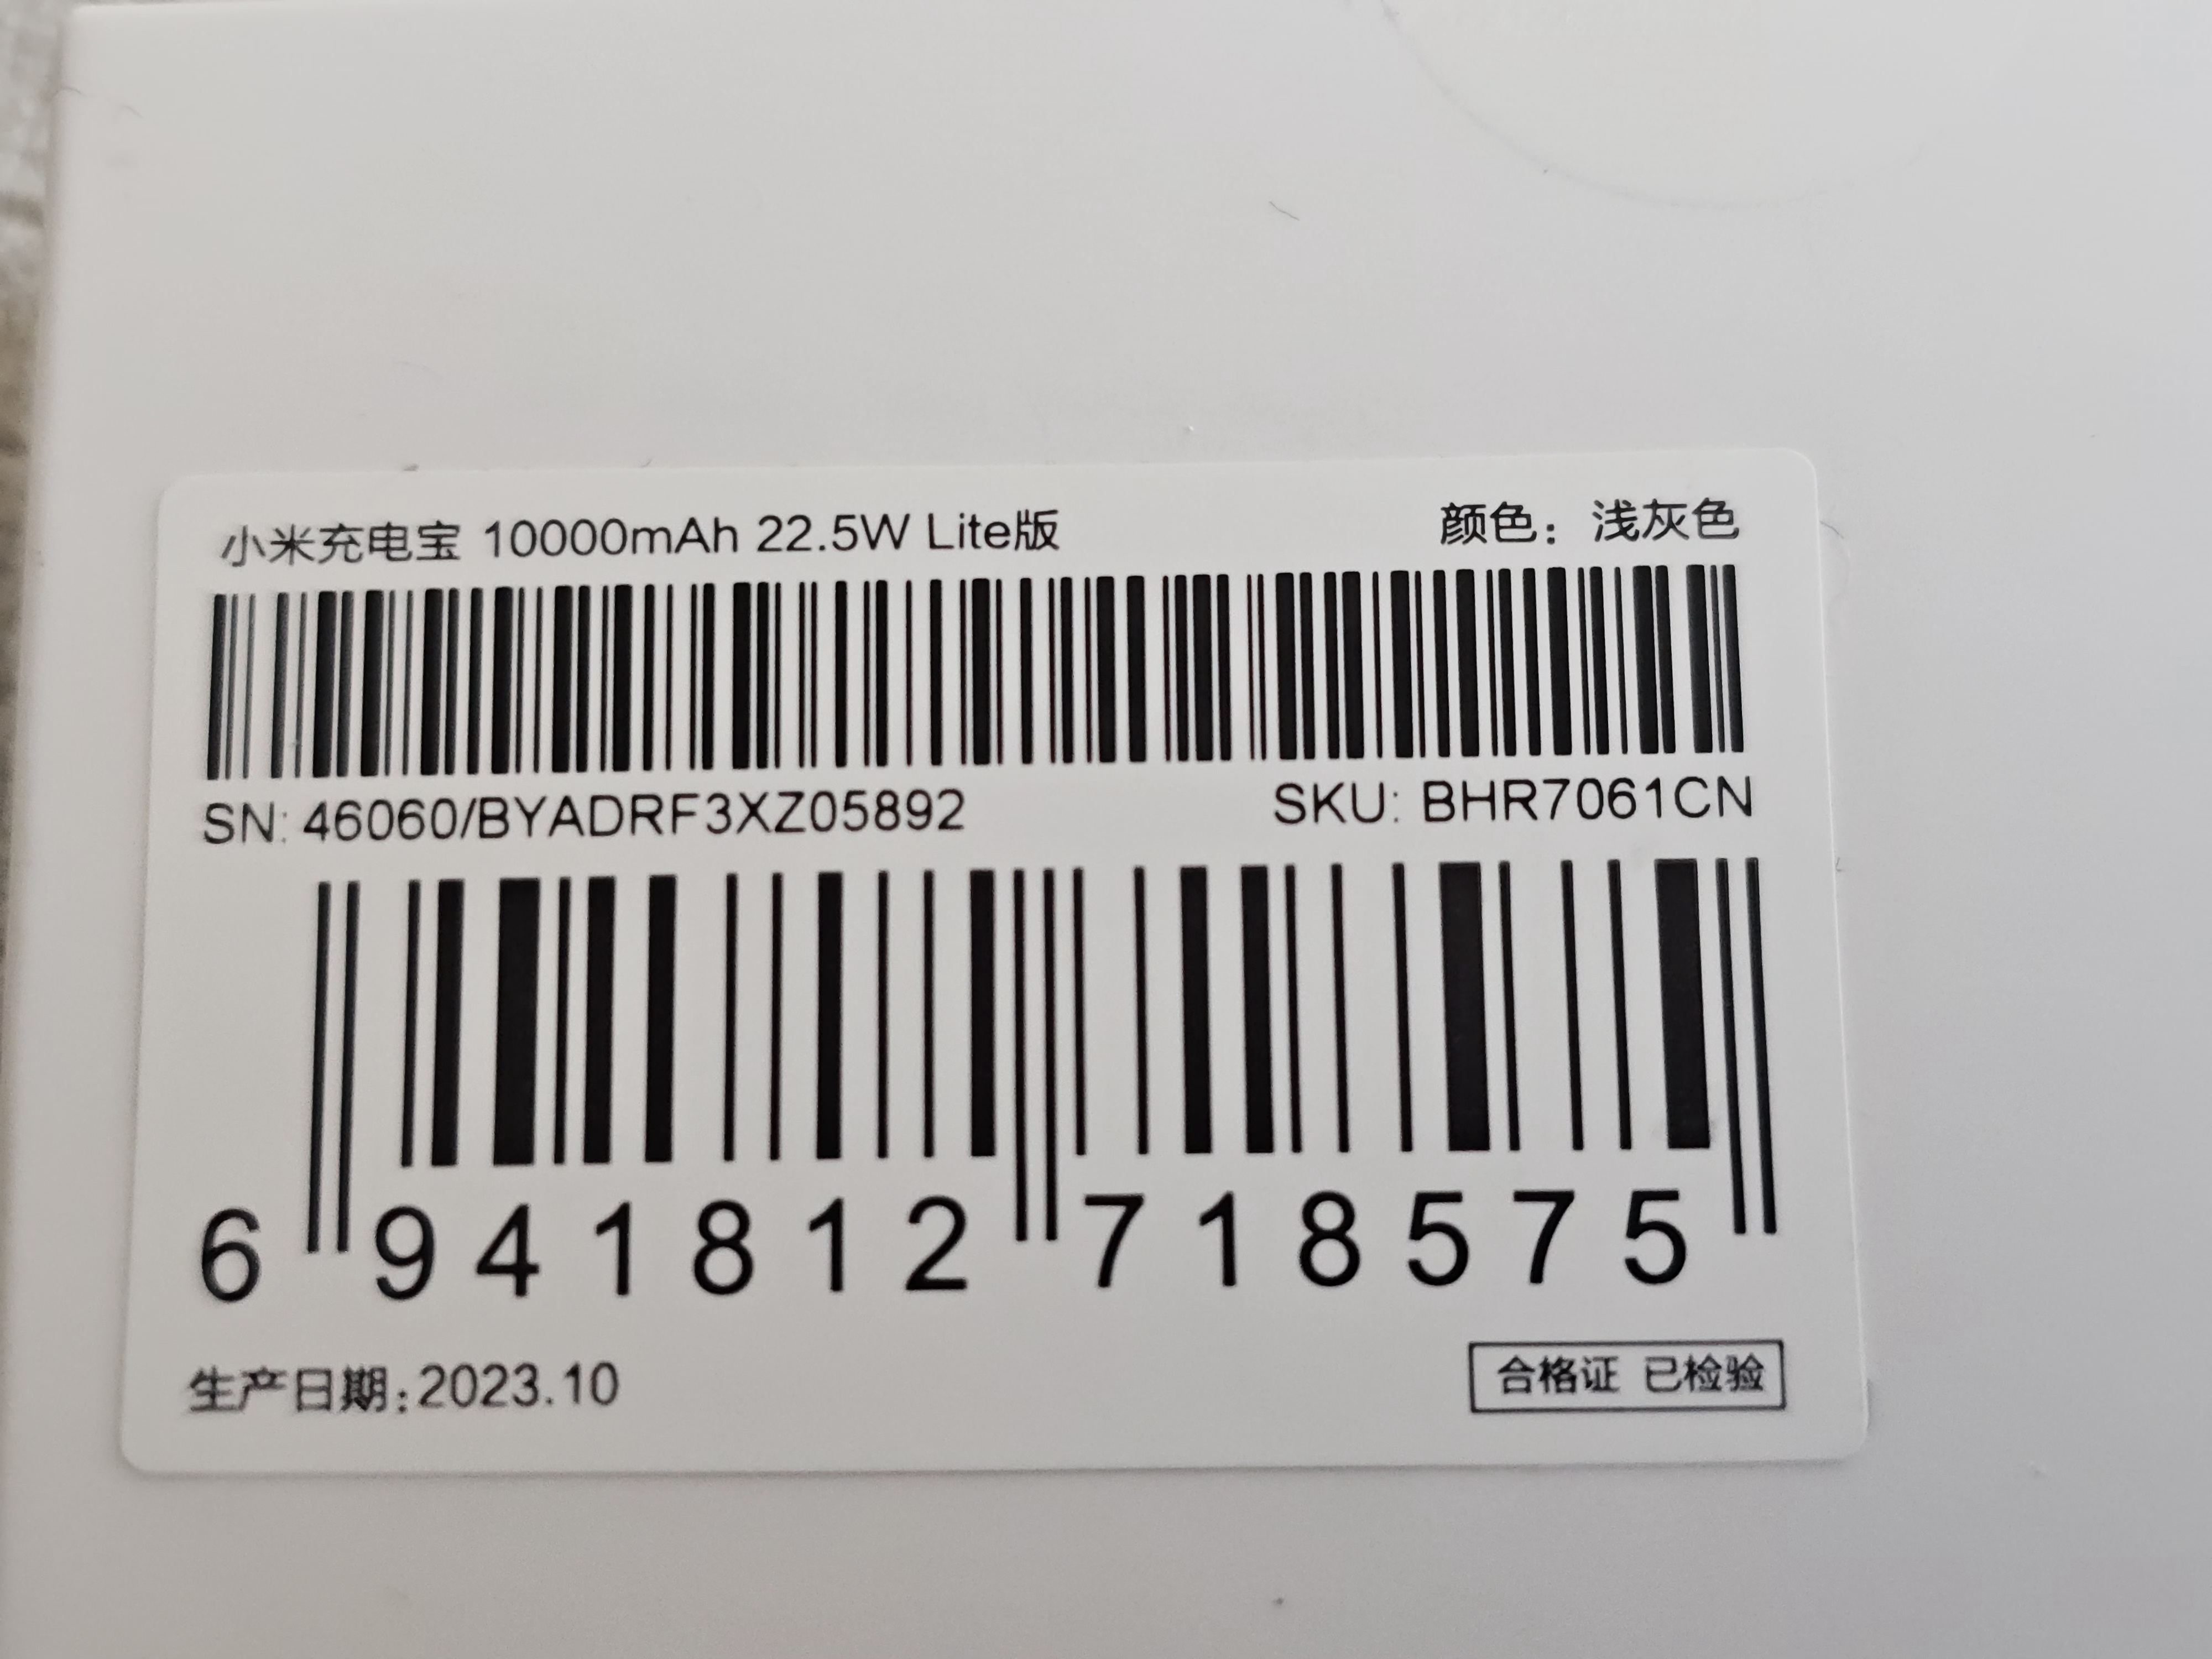 小米充电宝 10000mAh 22.5W Lite版 颜色：浅灰色
SN: 46060/BYADRF3XZ05892 SKU: BHR7061CN
6 941812 718575
生产日期:2023.10 合格证 已检验